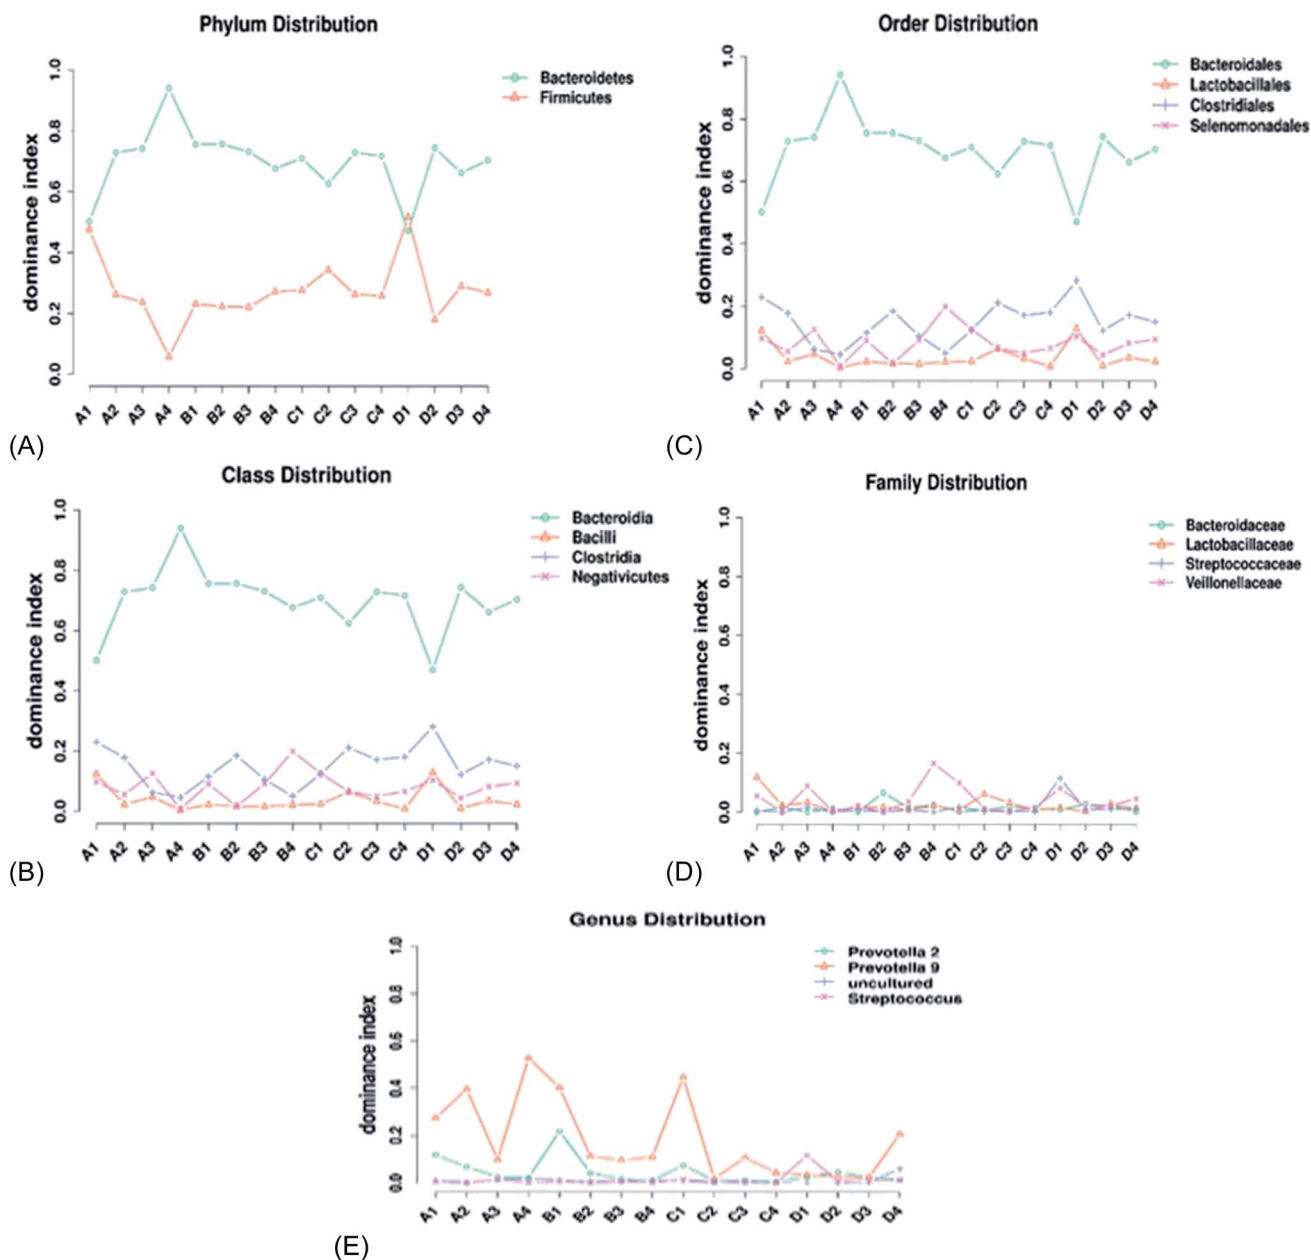 Phylum Distribution
dominance index
1.0
0.8
0.6
0.4
0.2
0.0
Bacteroidetes
Firmicutes
A1 A2 A3 A4 B1 B2 B3 B4 C1 C2 C3 C4 D1 D2 D3 D4
(A)
Order Distribution
dominance index
1.0
0.8
0.6
0.4
0.2
0.0
Bacteroidales
Lactobacillales
Clostridiales
Selenomonadales
A1 A2 A3 A4 B1 B2 B3 B4 C1 C2 C3 C4 D1 D2 D3 D4
(C)
Class Distribution
dominance index
1.0
0.8
0.6
0.4
0.2
0.0
Bacteroidia
Bacilli
Clostridia
Negativicutes
A1 A2 A3 A4 B1 B2 B3 B4 C1 C2 C3 C4 D1 D2 D3 D4
(B)
Family Distribution
dominance index
1.0
0.8
0.6
0.4
0.2
0.0
Bacteroidaceae
Lactobacillaceae
Streptococcaceae
Veillonellaceae
A1 A2 A3 A4 B1 B2 B3 B4 C1 C2 C3 C4 D1 D2 D3 D4
(D)
Genus Distribution
dominance index
1.0
0.8
0.6
0.4
0.2
0.0
Prevotella 2
Prevotella 9
uncultured
Streptococcus
A1 A2 A3 A4 B1 B2 B3 B4 C1 C2 C3 C4 D1 D2 D3 D4
(E)